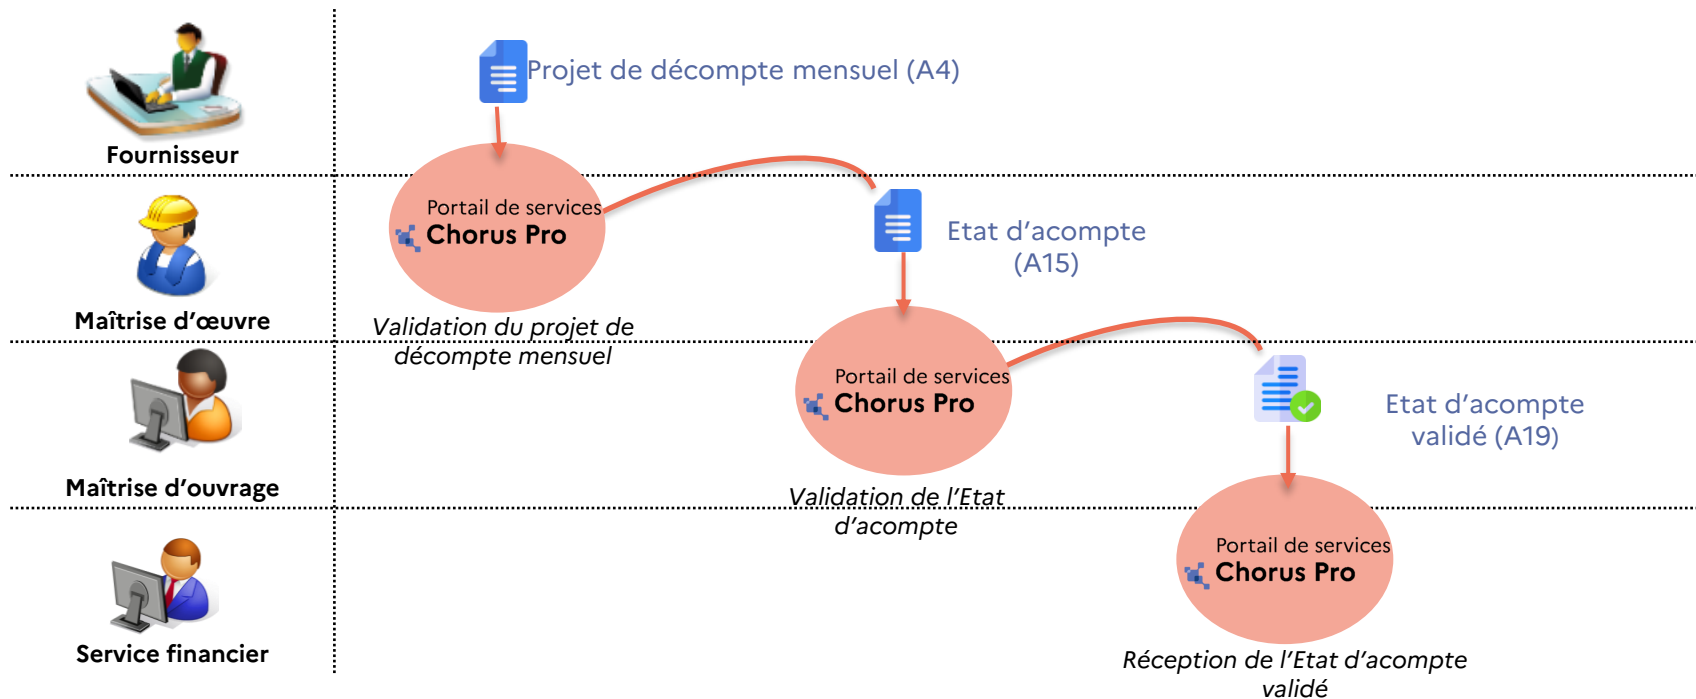 Projet de décompte mensuel (A4)
Fournisseur
Portail de services
Chorus Pro
Etat d'acompte
(A15)
Maîtrise d'œuvre
Validation du projet de
décompte mensuel
Portail de services
Chorus Pro
Etat d'acompte
validé (A19)
Maîtrise d'ouvrage
Validation de l'Etat
d'acompte
Portail de services
Chorus Pro
Service financier
Réception de l'Etat d'acompte
validé